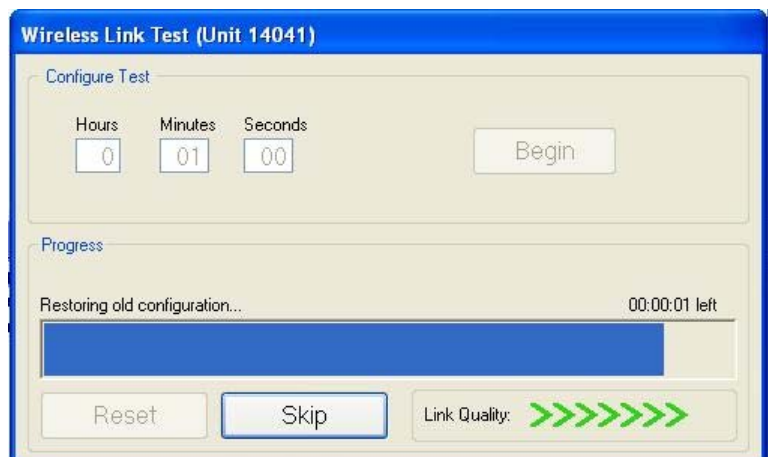 Wireless Link Test (Unit 14041)
Configure Test
Hours Minutes Seconds
0 01 00 Begin
Progress
Restoring old configuration... 00:00:01 left
Reset Skip Link Quality: